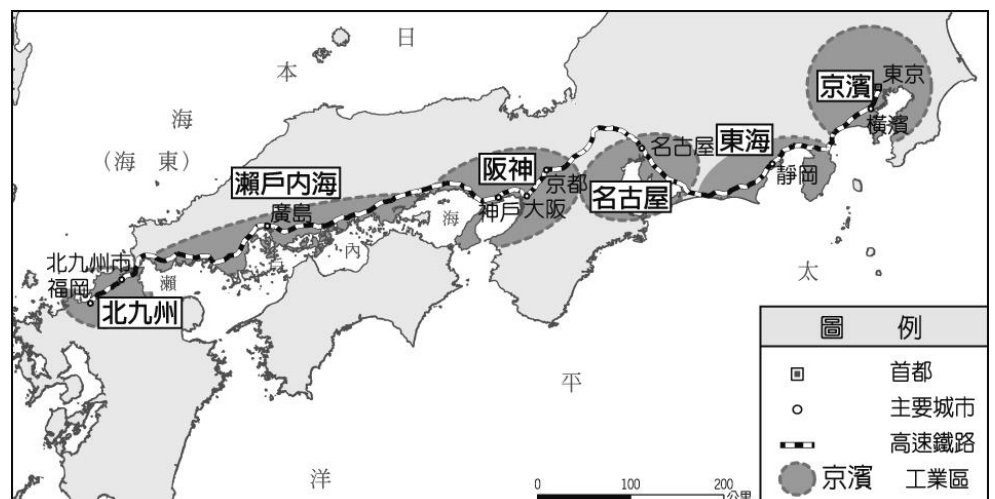 日
本
海
（海 東）
京濱
東京
橫濱
東海
名古屋
靜岡
名古屋
阪神
京都
神戶
大阪
瀨戶內海
廣島
海
內
戶
瀨
北九州市
福岡
北九州
太
平
洋
圖 例
首都
主要城市
高速鐵路
京濱 工業區
0 100 200
公里